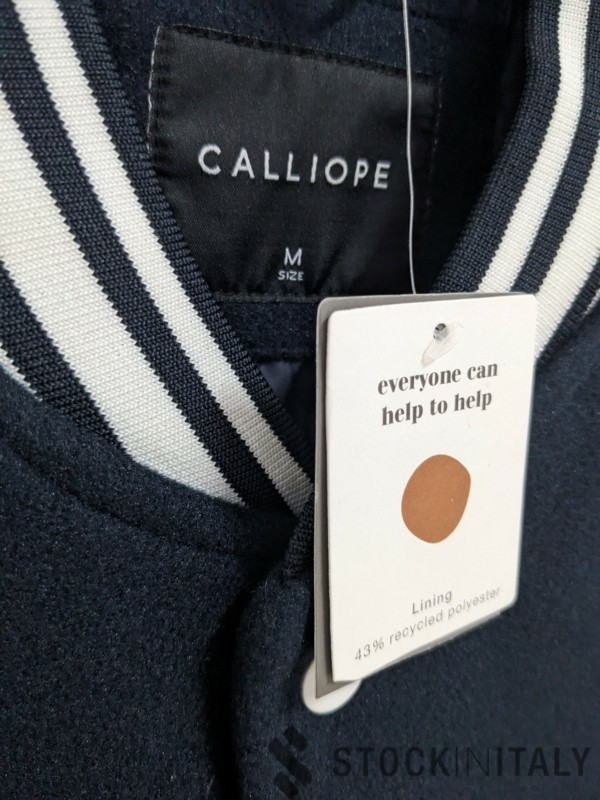 CALLIOPE
M
SIZE
everyone can
help to help
Lining
43% recycled polyester
STOCKINITALY